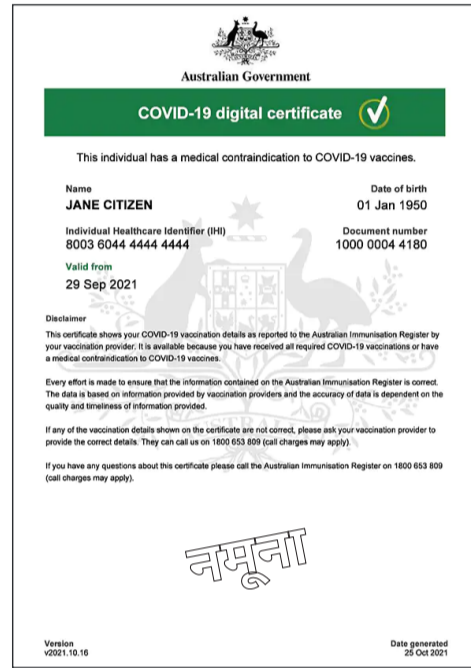 Australian Government
COVID-19 digital certificate
This individual has a medical contraindication to COVID-19 vaccines.
Name
Date of birth
JANE CITIZEN
01 Jan 1950
Individual Healthcare Identifier (IHI)
Document number
8003 6044 4444 4444
1000 0004 4180
Valid from
29 Sep 2021
Disclaimer
This certificate shows your COVID-19 vaccination details as reported to the Australian Immunisation Register by
your vaccination provider. It is available because you have received all required COVID-19 vaccinations or have
a medical contraindication to COVID-19 vaccines.
Every effort is made to ensure that the information contained on the Australian Immunisation Register is correct.
The data is based on information provided by vaccination providers and the accuracy of data is dependent on the
quality and timeliness of information provided.
If any of the vaccination details shown on the certificate are not correct, please ask your vaccination provider to
provide the correct details. They can call us on 1800 653 809 (call charges may apply).
If you have any questions about this certificate please call the Australian Immunisation Register on 1800 653 809
(call charges may apply).
नमूना
Version
Date generated
v2021.10.16
25 Oct 2021